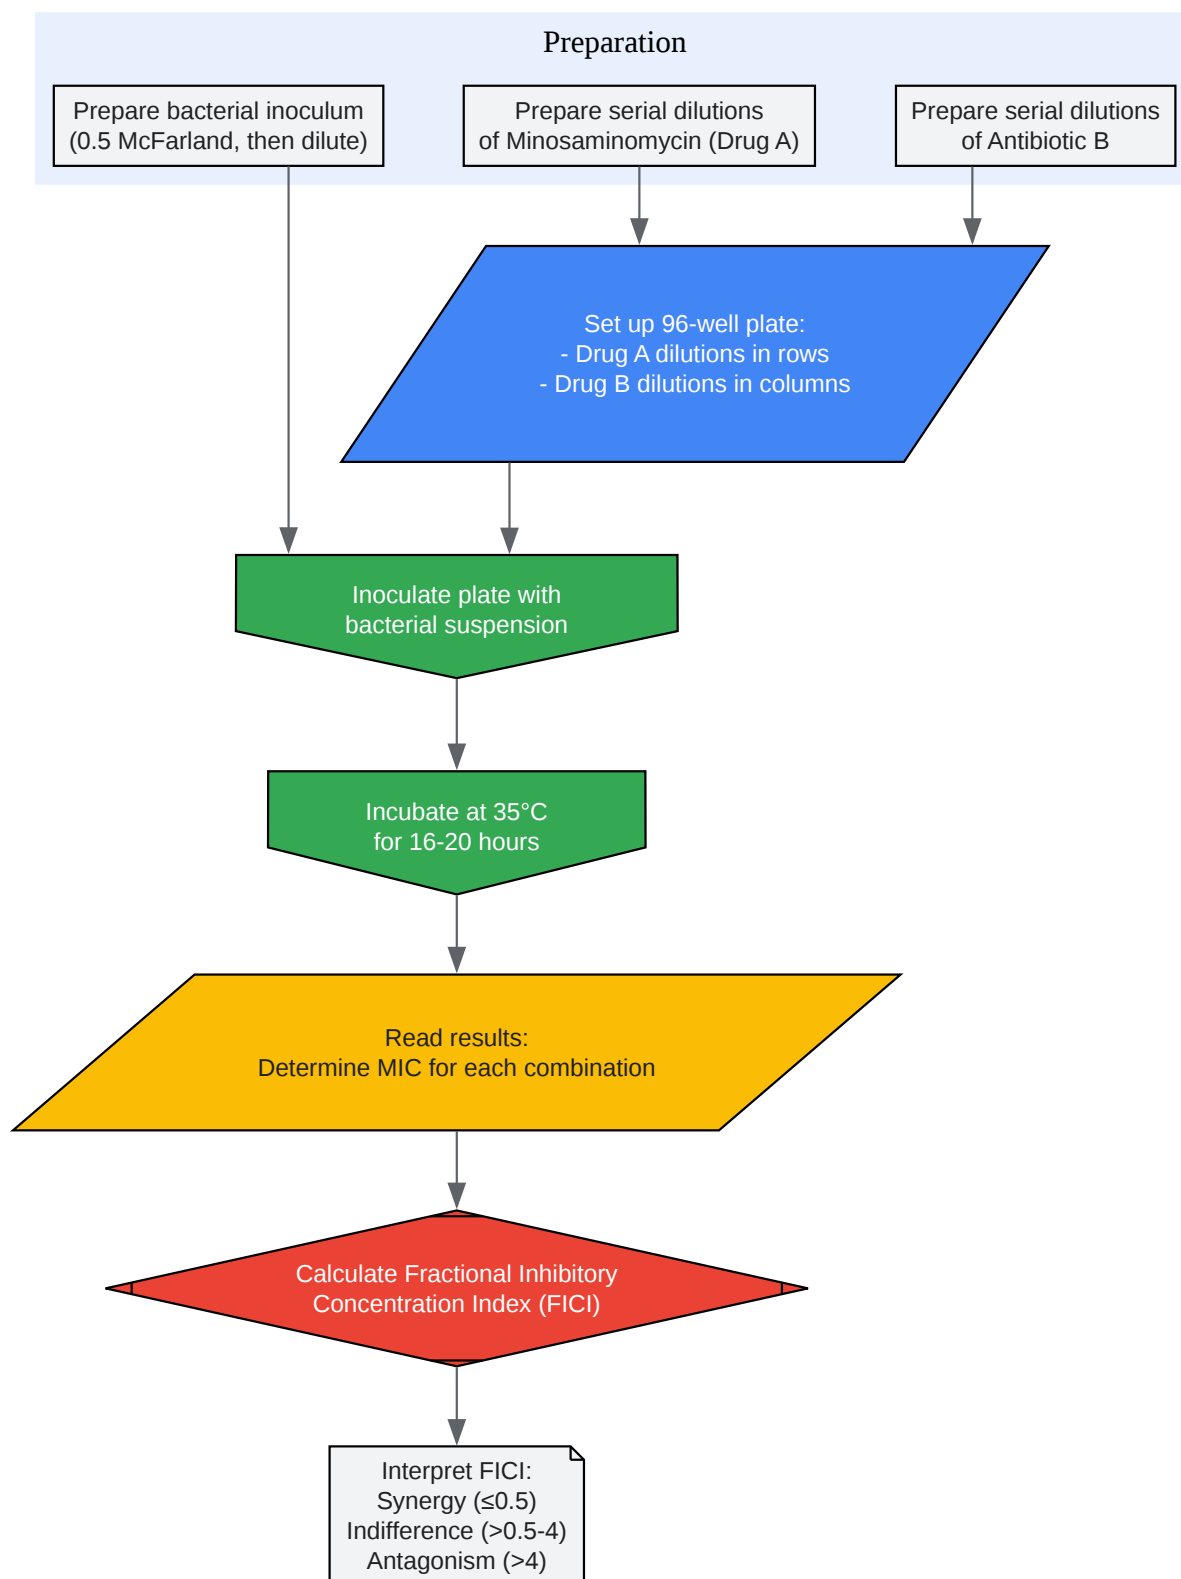 Preparation
Prepare bacterial inoculum
(0.5 McFarland, then dilute)
Prepare serial dilutions
of Minosaminomycin (Drug A)
Prepare serial dilutions
of Antibiotic B
Set up 96-well plate:
- Drug A dilutions in rows
- Drug B dilutions in columns
Inoculate plate with
bacterial suspension
Incubate at 35°C
for 16-20 hours
Read results:
Determine MIC for each combination
Calculate Fractional Inhibitory
Concentration Index (FICI)
Interpret FICI:
Synergy (≤0.5)
Indifference (>0.5-4)
Antagonism (>4)